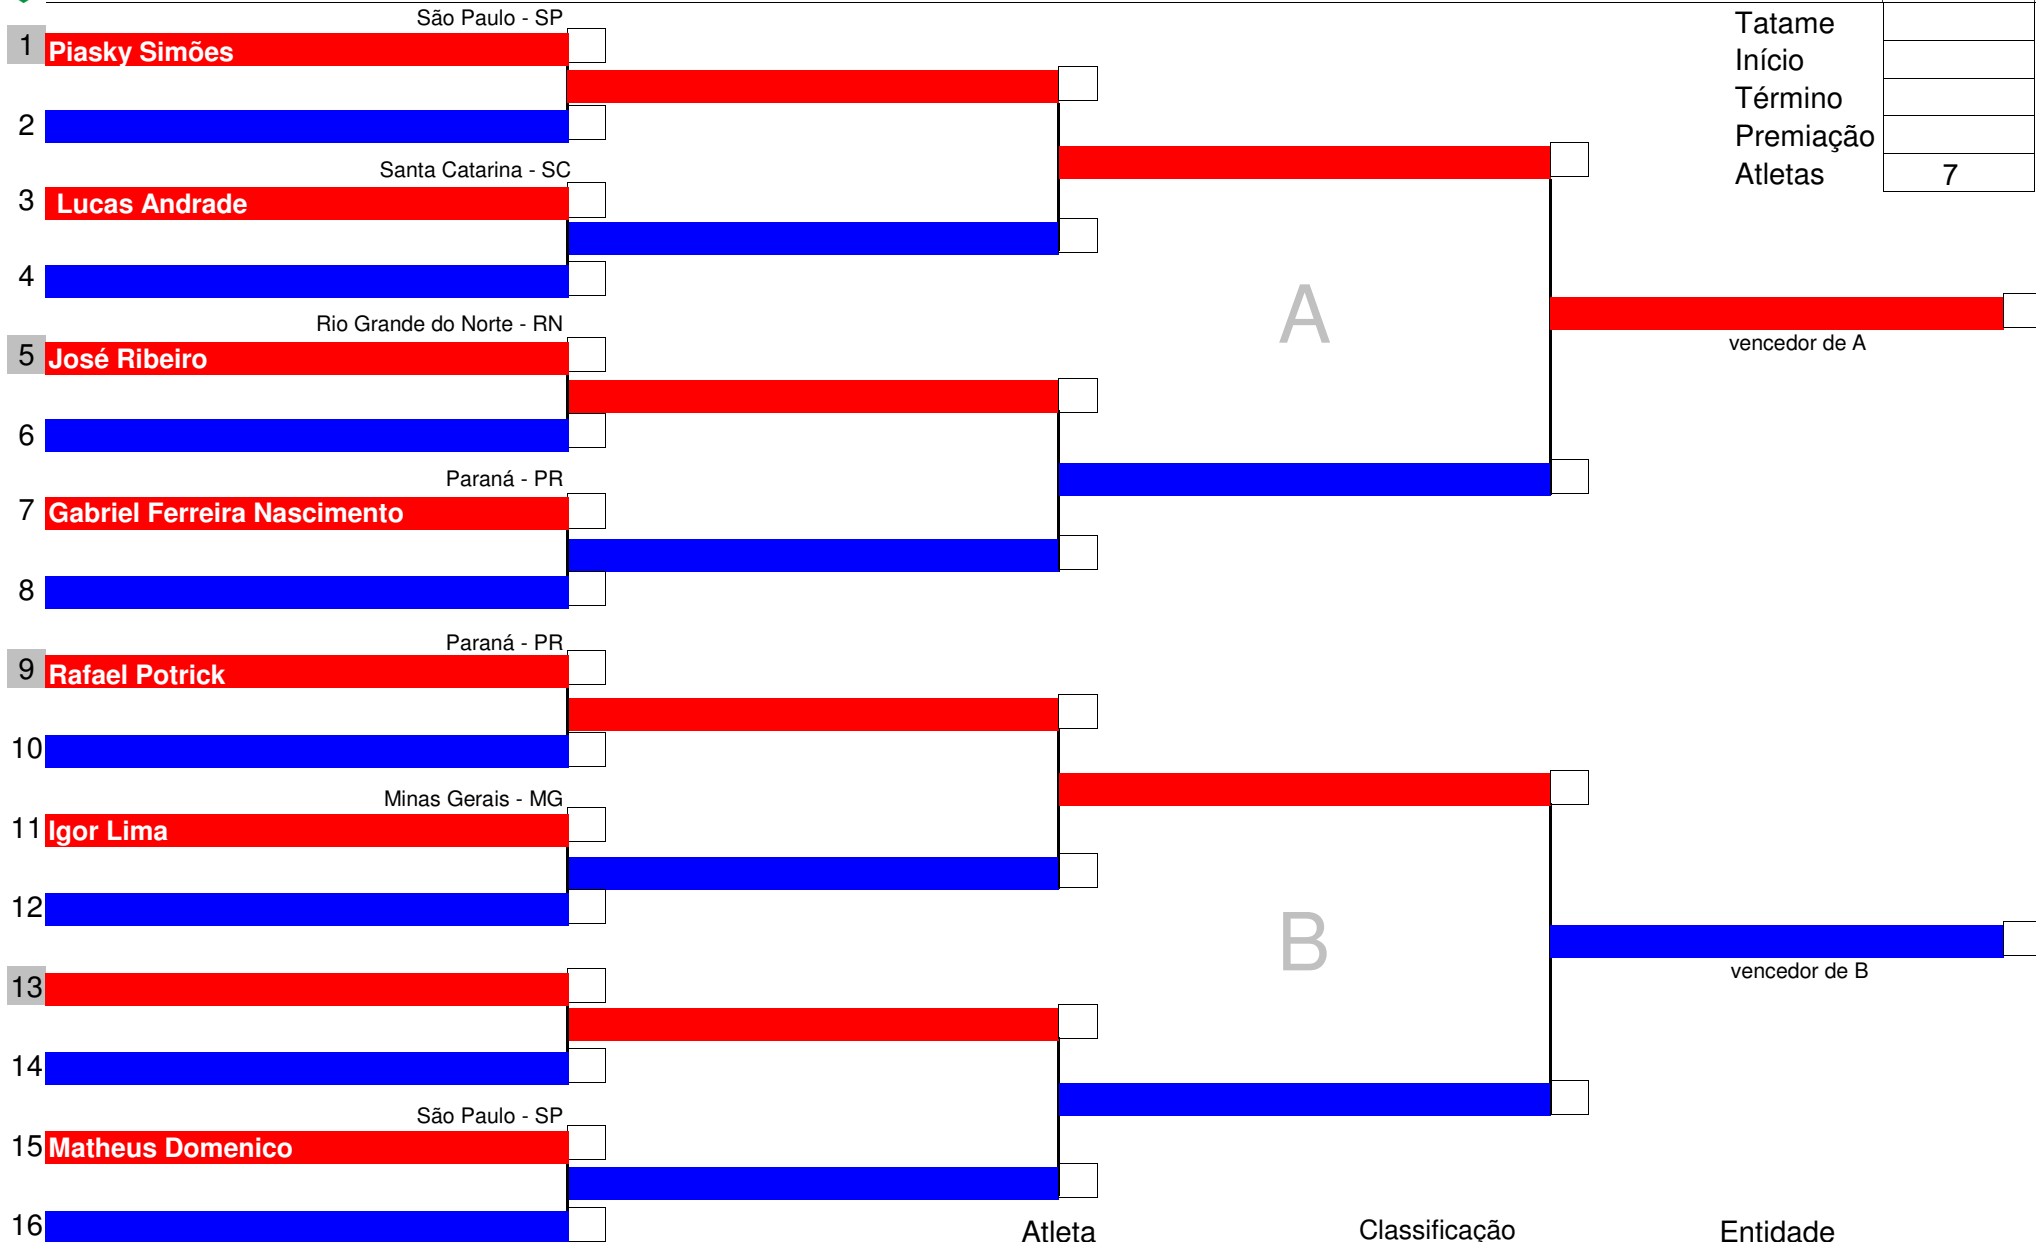 São Paulo - SP
1 Piasky Simões
2
Santa Catarina - SC
3 Lucas Andrade
4
Rio Grande do Norte - RN
5 José Ribeiro
6
Paraná - PR
7 Gabriel Ferreira Nascimento
8
Paraná - PR
9 Rafael Potrick
10
Minas Gerais - MG
11 Igor Lima
12
13
14
São Paulo - SP
15 Matheus Domenico
16
A
B
Tatame
Início
Término
Premiação
Atletas 7
vencedor de A
vencedor de B
Atleta Classificação Entidade